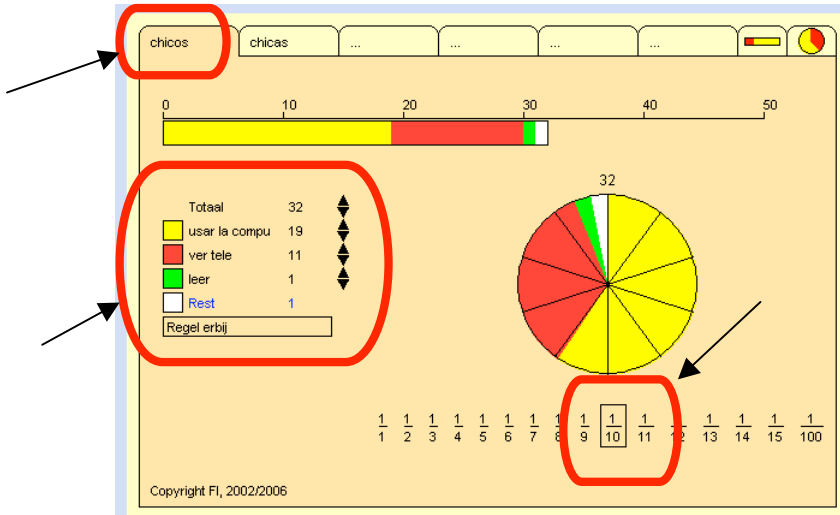 chicos chicas ... ... ... ...
0 10 20 30 40 50
32
Totaal 32
usar la compu 19
ver tele 11
leer 1
Rest 1
Regel erbij
1/1 1/2 1/3 1/4 1/5 1/6 1/7 1/8 1/9 1/10 1/11 1/12 1/13 1/14 1/15 1/100
Copyright FI, 2002/2006